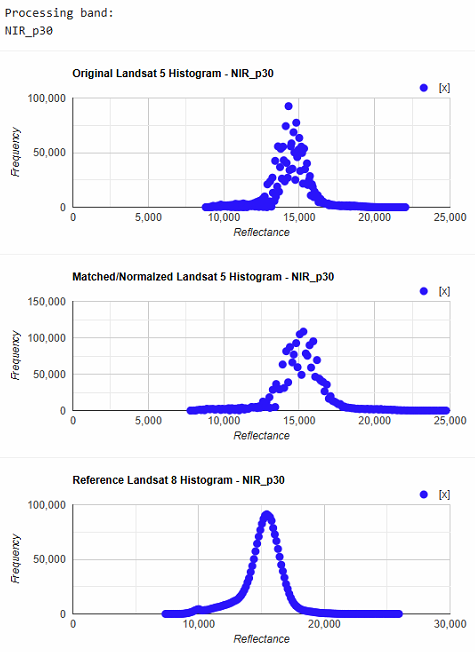 Processing band:
NIR_p30
Original Landsat 5 Histogram - NIR_p30
[x]
100,000
50,000
0
Frequency
0 5,000 10,000 15,000 20,000 25,000
Reflectance
Matched/Normalzed Landsat 5 Histogram - NIR_p30
[x]
150,000
100,000
50,000
0
Frequency
0 5,000 10,000 15,000 20,000 25,000
Reflectance
Reference Landsat 8 Histogram - NIR_p30
[x]
100,000
50,000
0
Frequency
0 10,000 20,000 30,000
Reflectance